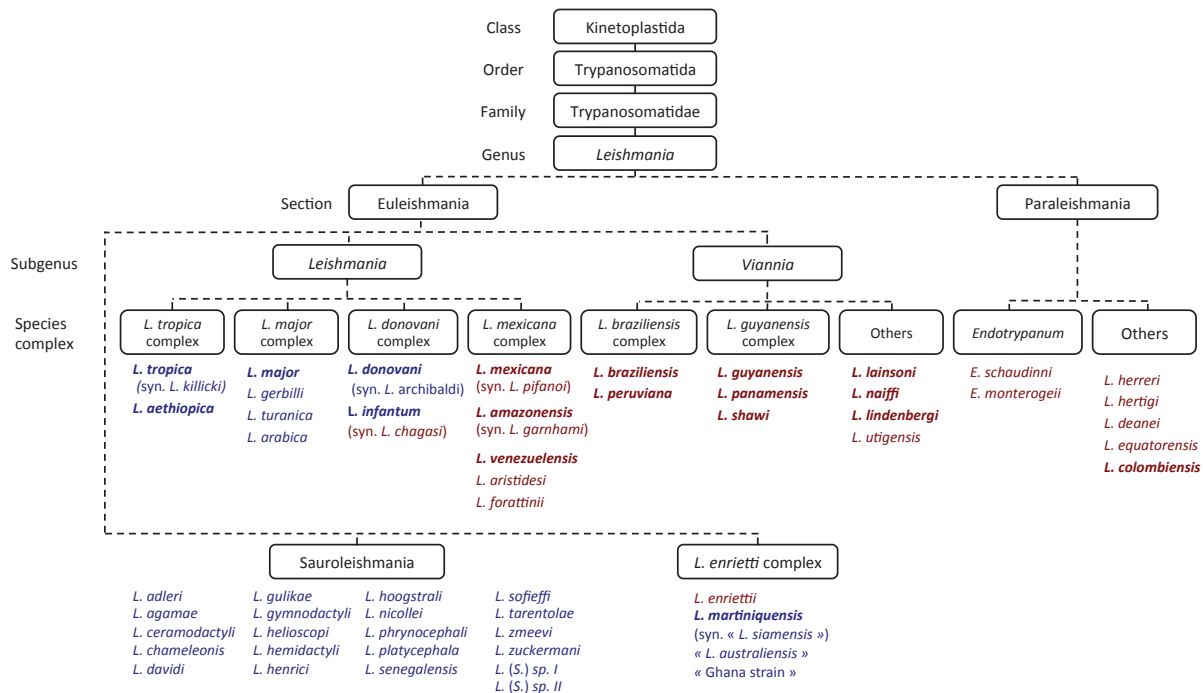 Class
Kinetoplastida
Order
Trypanosomatida
Family
Trypanosomatidae
Genus
Leishmania
Section
Euleishmania
Paraleishmania
Subgenus
Leishmania
Viannia
Species
complex
L. tropica
complex
L. major
complex
L. donovani
complex
L. mexicana
complex
L. braziliensis
complex
L. guyanensis
complex
Others
Endotrypanum
Others
L. tropica
(syn. L. killicki)
L. aethiopica
L. major
L. gerbilli
L. turanica
L. arabica
L. donovani
(syn. L. archibaldi)
L. infantum
(syn. L. chagasi)
L. mexicana
(syn. L. pifanoi)
L. amazonensis
(syn. L. garnhami)
L. venezuelensis
L. aristidesi
L. forattinii
L. braziliensis
L. peruviana
L. guyanensis
L. panamensis
L. shawi
L. lainsoni
L. naiffi
L. lindenbergi
L. utigensis
E. schaudinni
E. monterogeii
L. herreri
L. hertigi
L. deanei
L. equatorensis
L. colombiensis
Sauroleishmania
L. enrietti complex
L. adleri
L. agamae
L. ceramodactyli
L. chameleonis
L. davidi
L. gulikae
L. gymnodactyli
L. helioscopi
L. hemidactyli
L. henrici
L. hoogstrali
L. nicollei
L. phrynocephali
L. platycephala
L. senegalensis
L. sofieffi
L. tarentolae
L. zmeevi
L. zuckermani
L. (S.) sp. I
L. (S.) sp. II
L. enriettii
L. martiniquensis
(syn. « L. siamensis »)
« L. australiensis »
« Ghana strain »